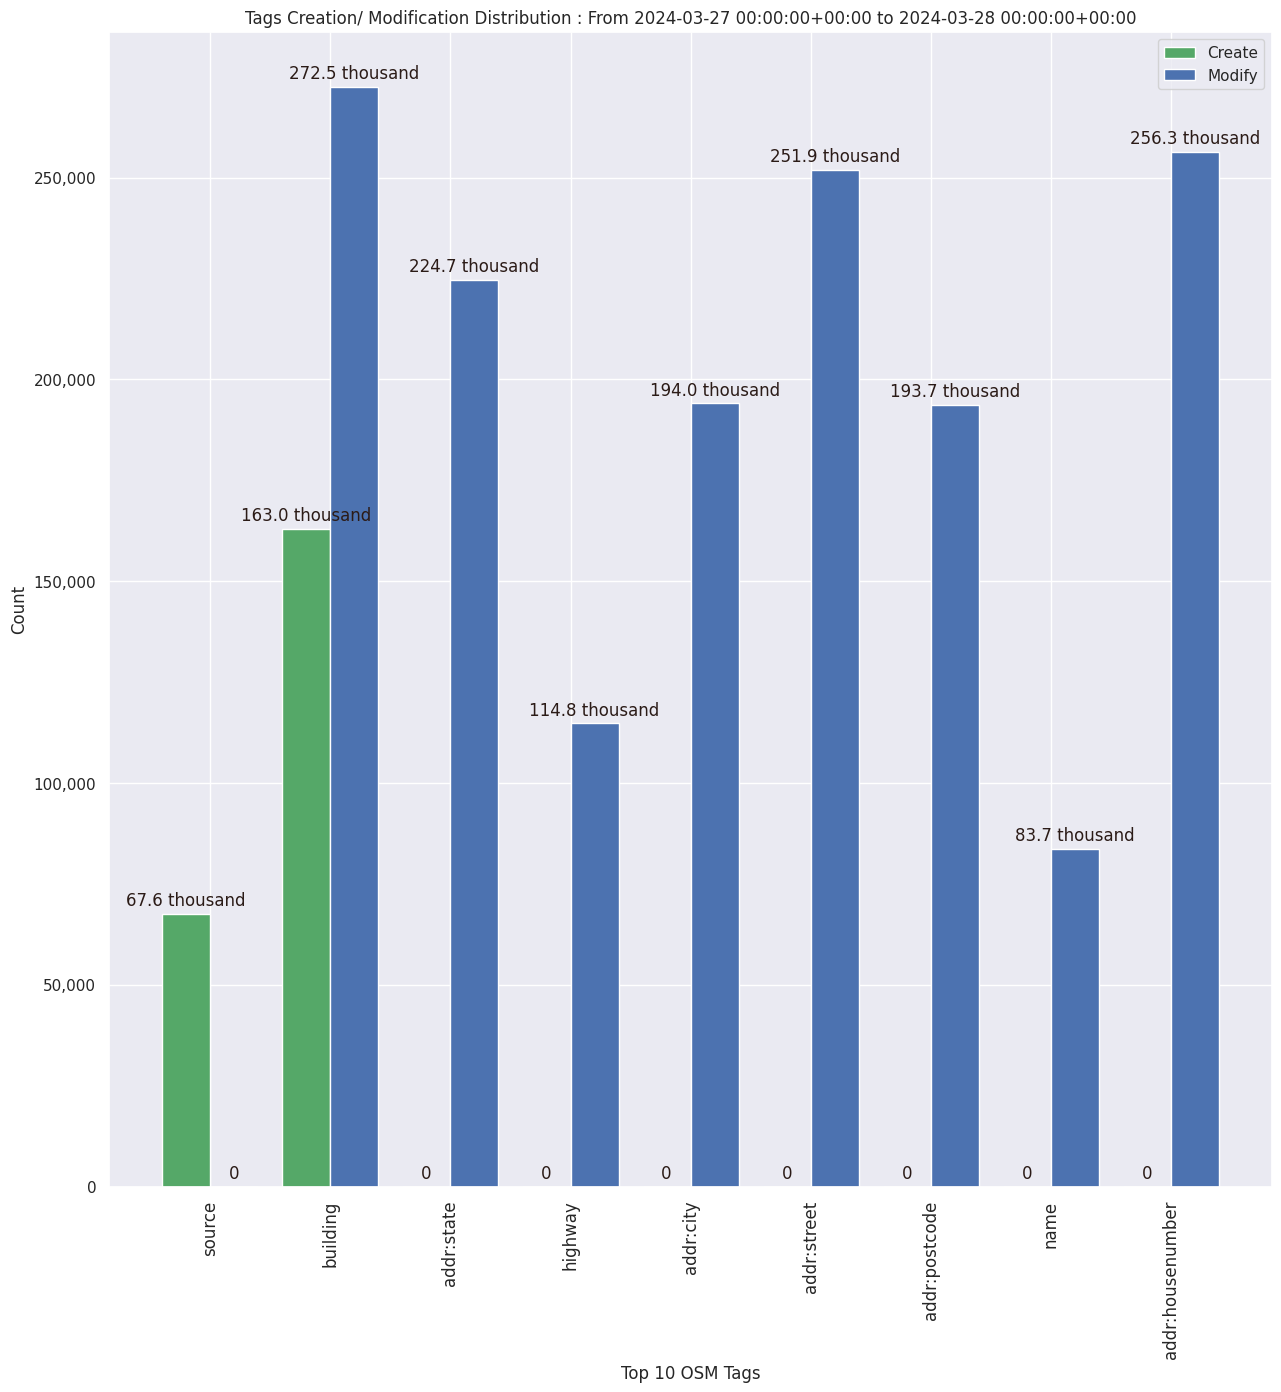 Tags Creation/ Modification Distribution : From 2024-03-27 00:00:00+00:00 to 2024-03-28 00:00:00+00:00
Create
Modify
272.5 thousand
256.3 thousand
251.9 thousand
250,000
224.7 thousand
200,000
194.0 thousand
193.7 thousand
163.0 thousand
150,000
Count
114.8 thousand
100,000
83.7 thousand
67.6 thousand
50,000
0
0
0
0
0
0
0
0
0
source
building
addr:state
highway
addr:city
addr:street
addr:postcode
name
addr:housenumber
Top 10 OSM Tags